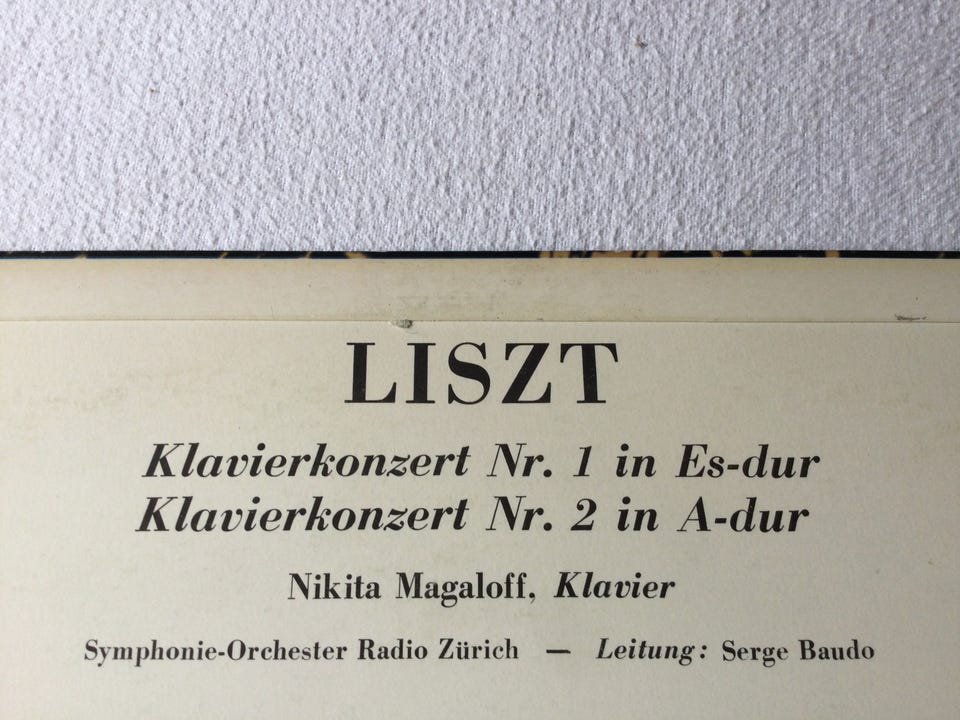 LISZT
Klavierkonzert Nr. 1 in Es-dur
Klavierkonzert Nr. 2 in A-dur
Nikita Magaloff, Klavier
Symphonie-Orchester Radio Zürich — Leitung: Serge Baudo